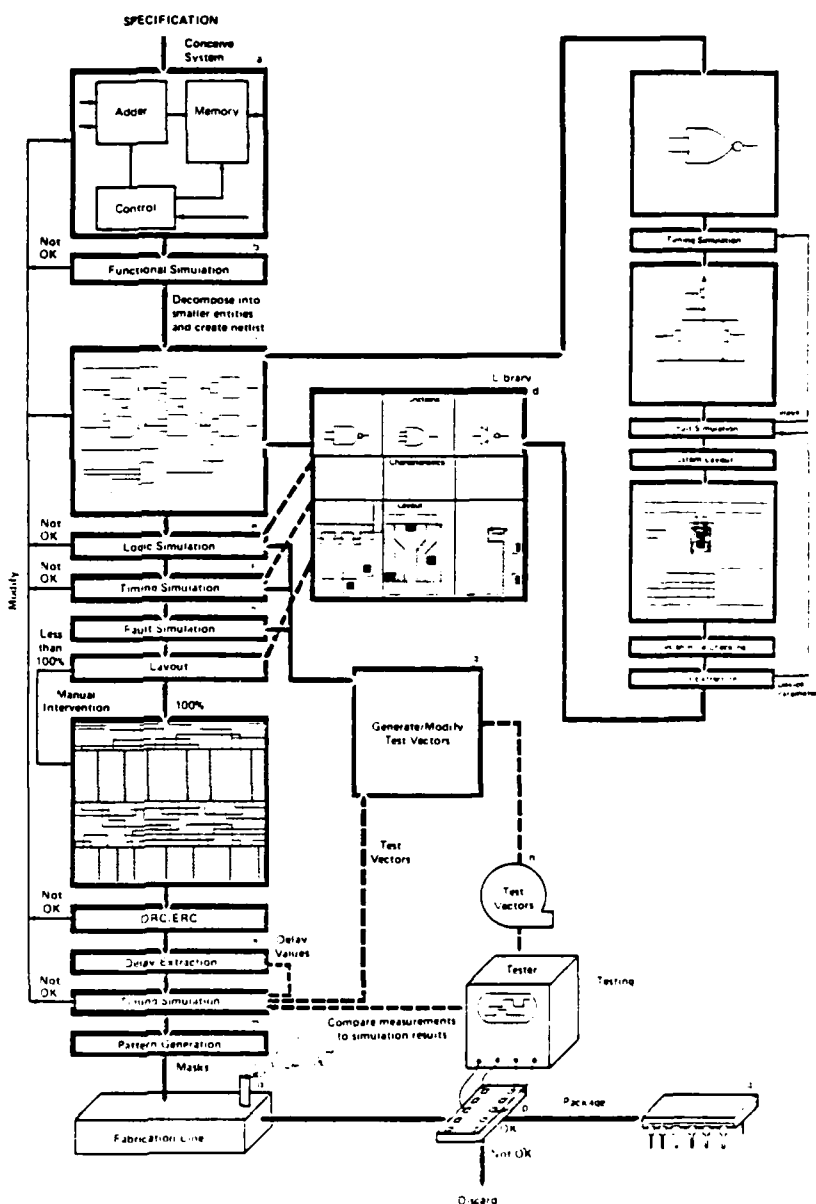 SPECIFICATION
Conceive
System
a
Adder
Memory
Control
Not
OK
b
Functional Simulation
Decompose into
smaller entities
and create netlist
Library
d
Characteristics
Layout
Not
OK
Logic Simulation
Not
OK
Timing Simulation
Fault Simulation
Less
than
100%
Layout
Modify
Manual
Intervention
100%
Generate/Modify
Test Vectors
Test
Vectors
Test
Vectors
Not
OK
DRC/ERC
Delay Extraction
Delay
Values
Not
OK
Timing Simulation
Pattern Generation
Masks
Fabrication Line
Compare measurements
to simulation results
Tester
Testing
Package
OK
Not OK
Discard
Timing Simulation
Simulation
Layout